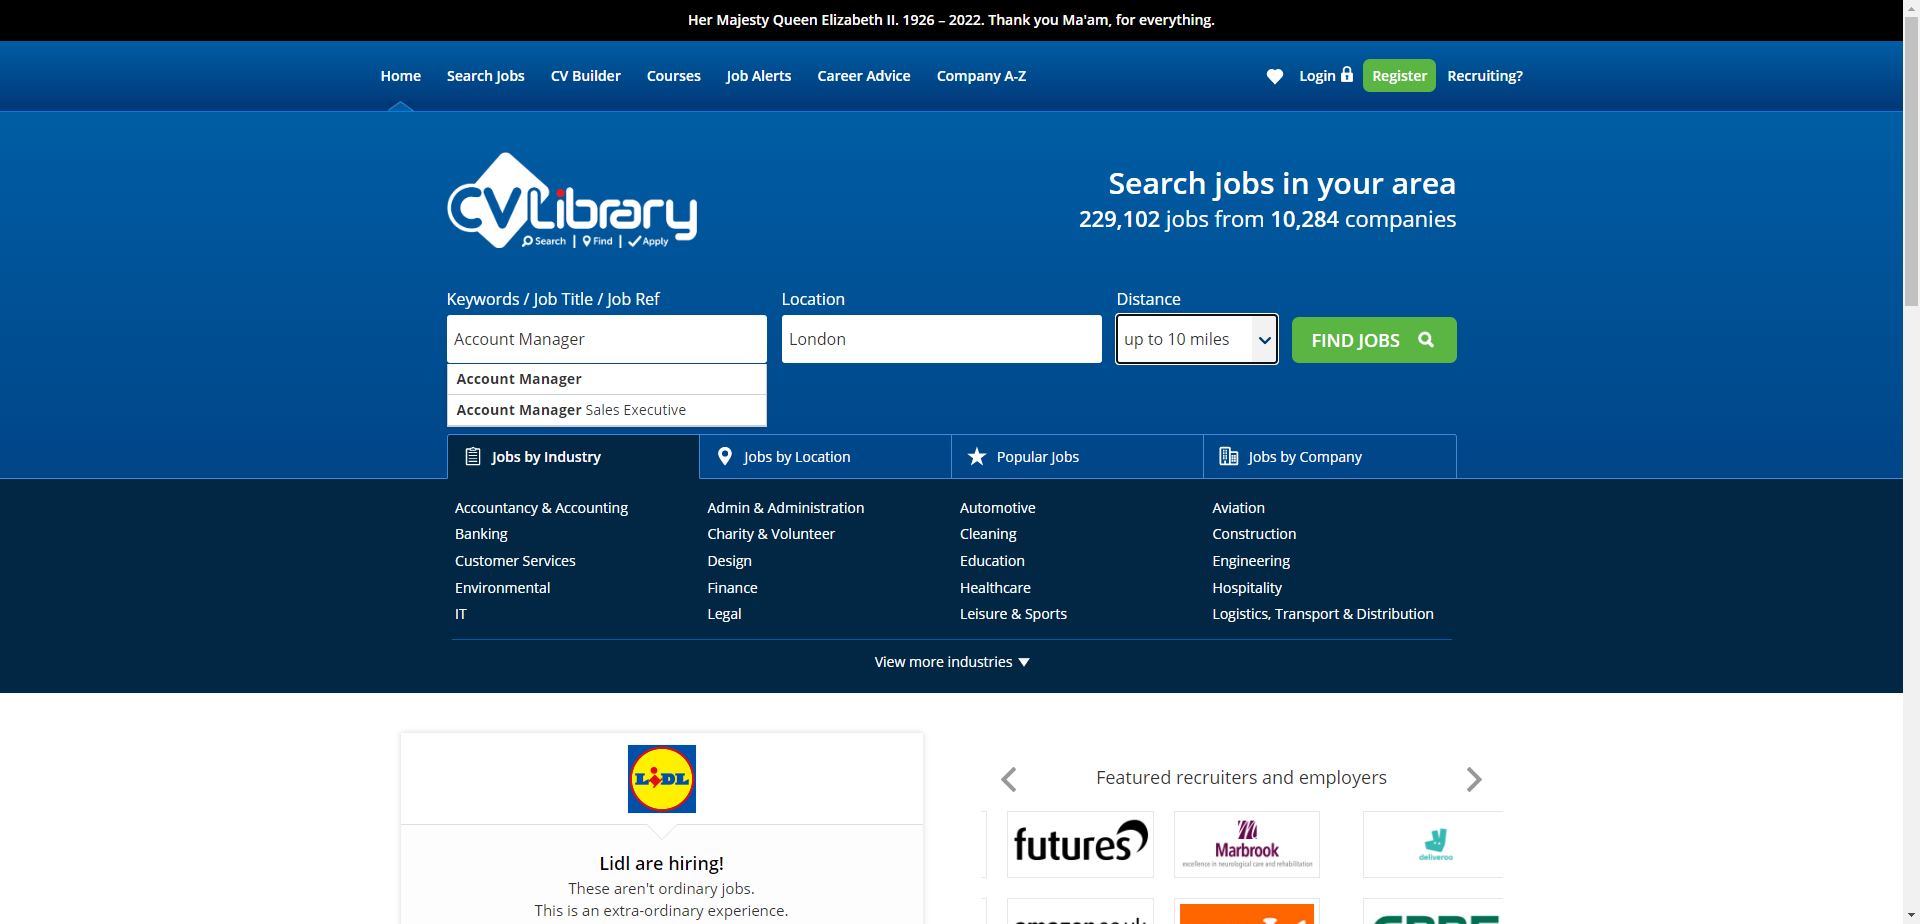 Her Majesty Queen Elizabeth II. 1926 – 2022. Thank you Ma'am, for everything.
Home Search Jobs CV Builder Courses Job Alerts Career Advice Company A-Z Login Register Recruiting?
CVLibrary
Search | Find | Apply
Search jobs in your area
229,102 jobs from 10,284 companies
Keywords / Job Title / Job Ref Location Distance
Account Manager London up to 10 miles FIND JOBS
Account Manager
Account Manager Sales Executive
Jobs by Industry Jobs by Location Popular Jobs Jobs by Company
Accountancy & Accounting Admin & Administration Automotive Aviation
Banking Charity & Volunteer Cleaning Construction
Customer Services Design Education Engineering
Environmental Finance Healthcare Hospitality
IT Legal Leisure & Sports Logistics, Transport & Distribution
View more industries
LIDL
Lidl are hiring!
These aren't ordinary jobs.
This is an extra-ordinary experience.
Featured recruiters and employers
futures
Marbrook
excellence in neurological care and rehabilitation
deliveroo